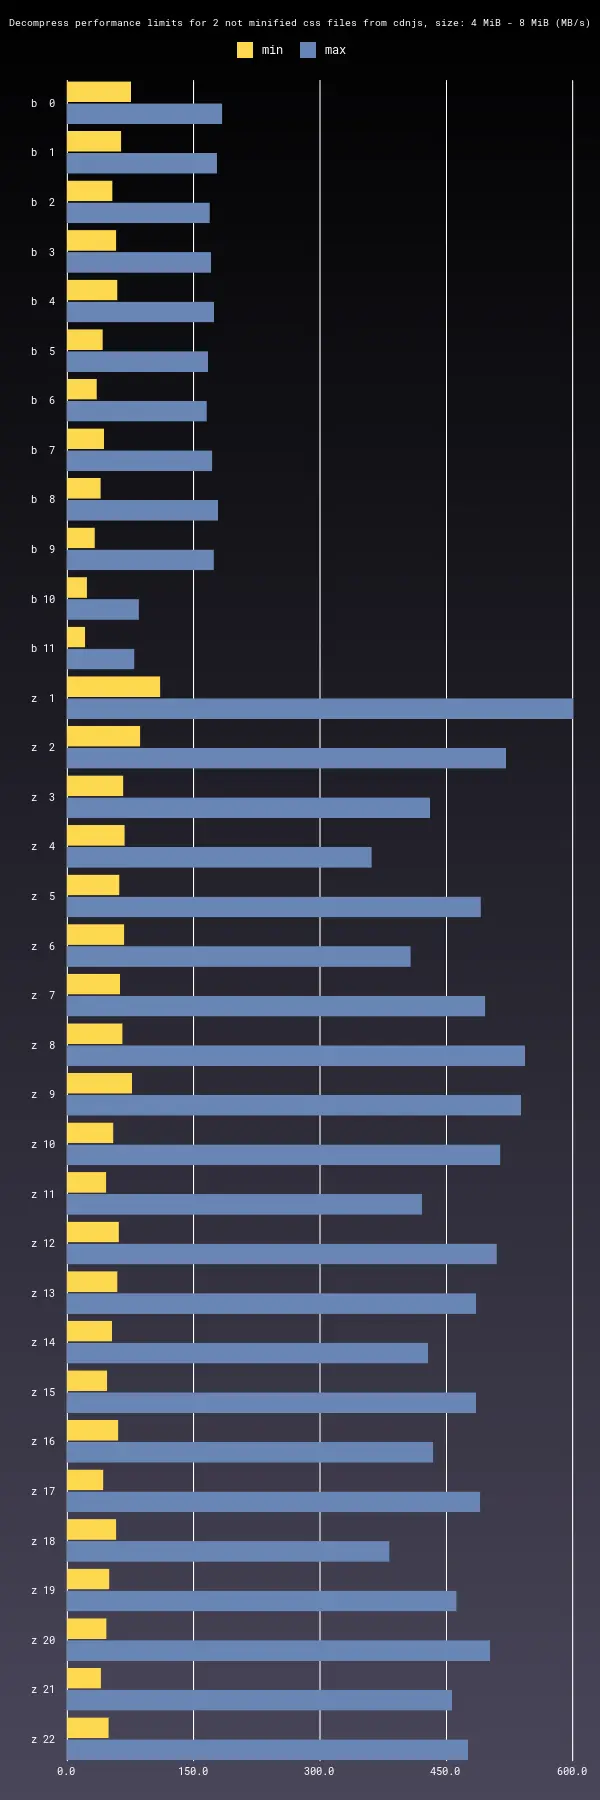 Decompress performance limits for 2 not minified css files from cdnjs, size: 4 MiB - 8 MiB (MB/s)
min max
b 0
b 1
b 2
b 3
b 4
b 5
b 6
b 7
b 8
b 9
b 10
b 11
z 1
z 2
z 3
z 4
z 5
z 6
z 7
z 8
z 9
z 10
z 11
z 12
z 13
z 14
z 15
z 16
z 17
z 18
z 19
z 20
z 21
z 22
0.0 150.0 300.0 450.0 600.0